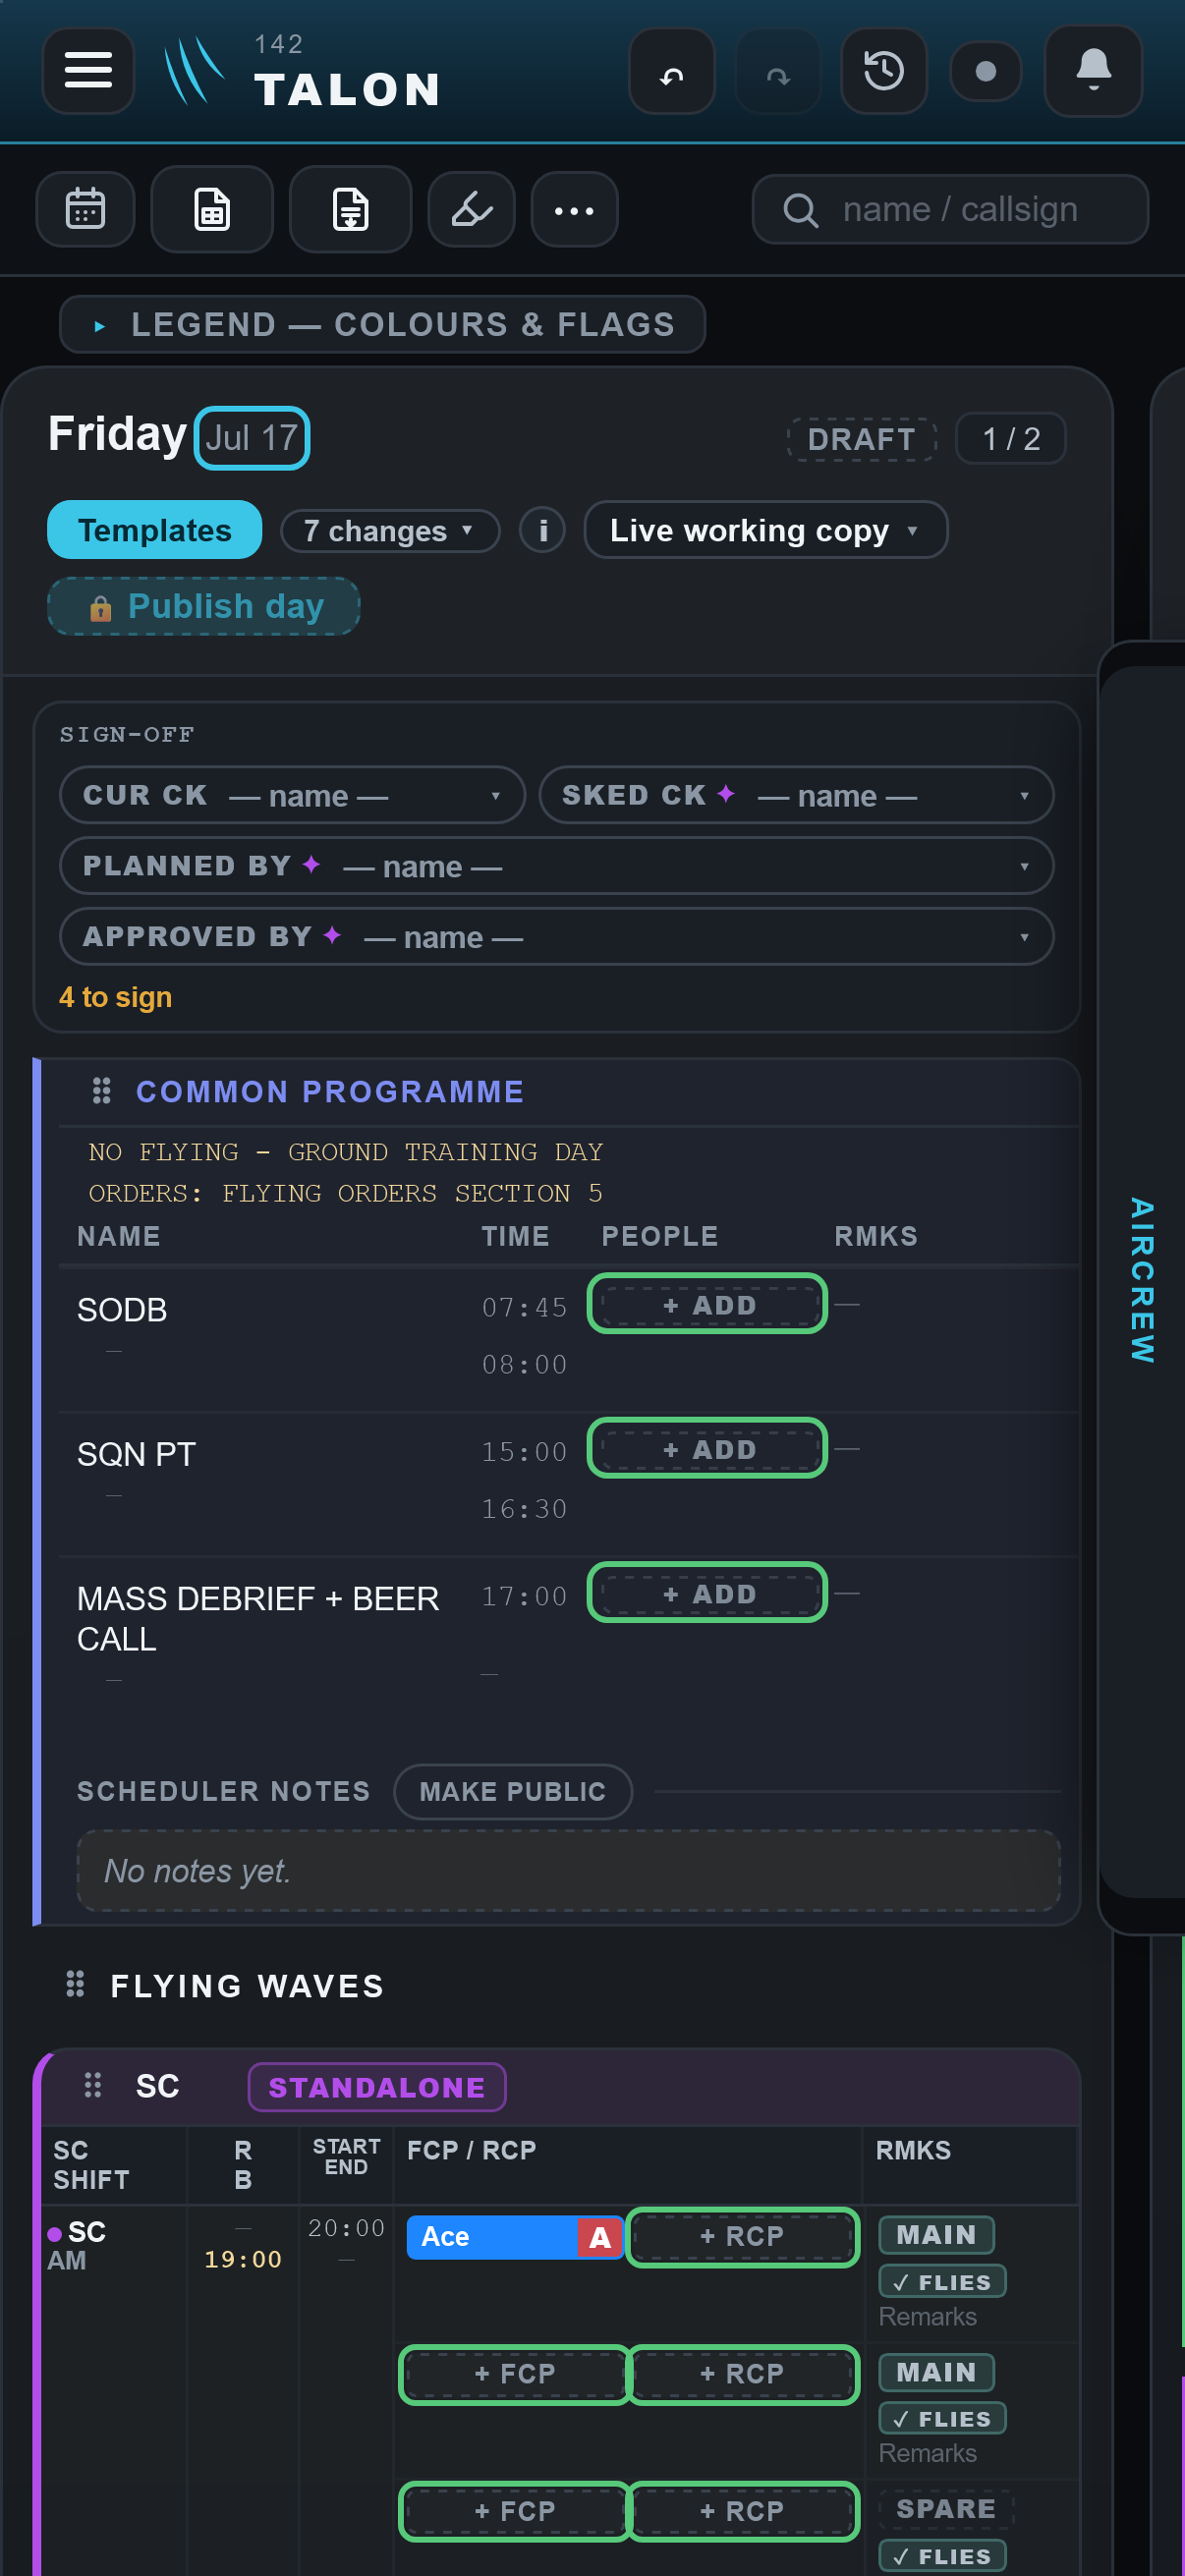 142
TALON
name / callsign
LEGEND — COLOURS & FLAGS
Friday Jul 17 DRAFT 1 / 2
Templates 7 changes i Live working copy
Publish day
SIGN-OFF
CUR CK — name — SKED CK — name —
PLANNED BY — name —
APPROVED BY — name —
4 to sign
COMMON PROGRAMME
NO FLYING - GROUND TRAINING DAY
ORDERS: FLYING ORDERS SECTION 5
NAME TIME PEOPLE RMKS
SODB 07:45 + ADD —
— 08:00
SQN PT 15:00 + ADD —
— 16:30
MASS DEBRIEF + BEER 17:00 + ADD —
CALL
— —
SCHEDULER NOTES MAKE PUBLIC
No notes yet.
AIRCREW
FLYING WAVES
SC STANDALONE
SC R START FCP / RCP RMKS
SHIFT B END
SC — 20:00 Ace A + RCP MAIN
AM 19:00 — ✓ FLIES
Remarks
+ FCP + RCP MAIN
✓ FLIES
Remarks
+ FCP + RCP SPARE
✓ FLIES